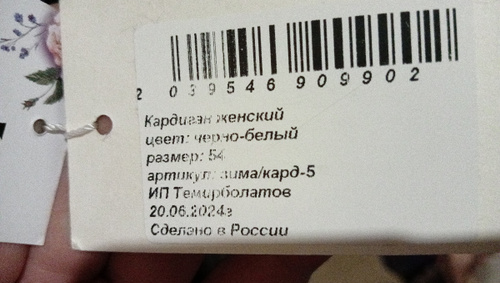 2 039546 909902
Кардиган женский
цвет: черно-белый
размер: 54
артикул: зима/кард-5
ИП Темирболатов
20.06.2024г
Сделано в России